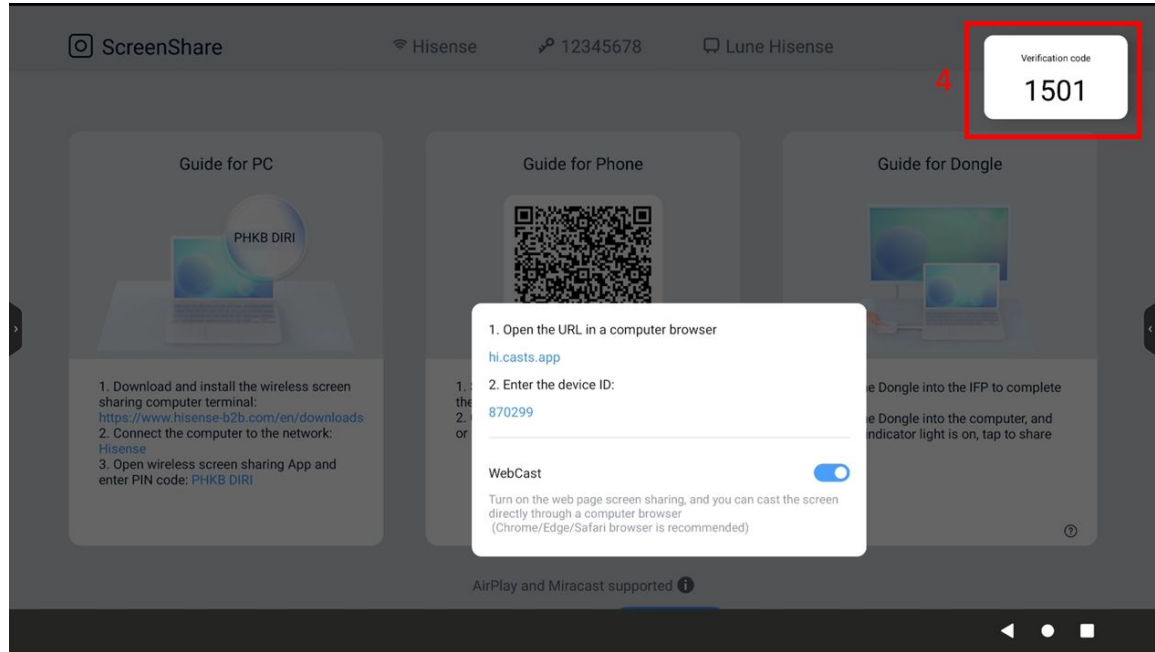 ScreenShare
Hisense
12345678
Lune Hisense
4
Verification code
1501
Guide for PC
PHKB DIRI
1. Download and install the wireless screen
sharing computer terminal:
https://www.hisense-b2b.com/en/downloads
2. Connect the computer to the network:
Hisense
3. Open wireless screen sharing App and
enter PIN code: PHKB DIRI
Guide for Phone
1.
the
2.
or
1. Open the URL in a computer browser
hi.casts.app
2. Enter the device ID:
870299
WebCast
Turn on the web page screen sharing, and you can cast the screen
directly through a computer browser
(Chrome/Edge/Safari browser is recommended)
Guide for Dongle
Dongle into the IFP to complete
Dongle into the computer, and
indicator light is on, tap to share
AirPlay and Miracast supported